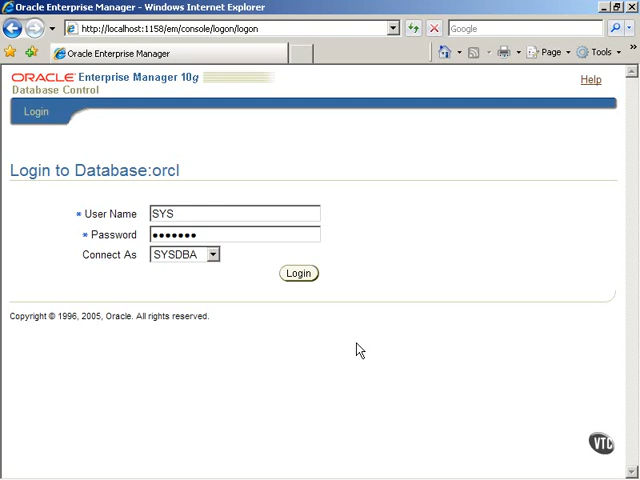 Oracle Enterprise Manager - Windows Internet Explorer
http://localhost:1158/em/console/logon/logon
Google
Oracle Enterprise Manager
Page
Tools
ORACLE Enterprise Manager 10g
Database Control
Help
Login
Login to Database:orcl
* User Name SYS
* Password •••••••
Connect As SYSDBA
Login
Copyright © 1996, 2005, Oracle. All rights reserved.
VTC